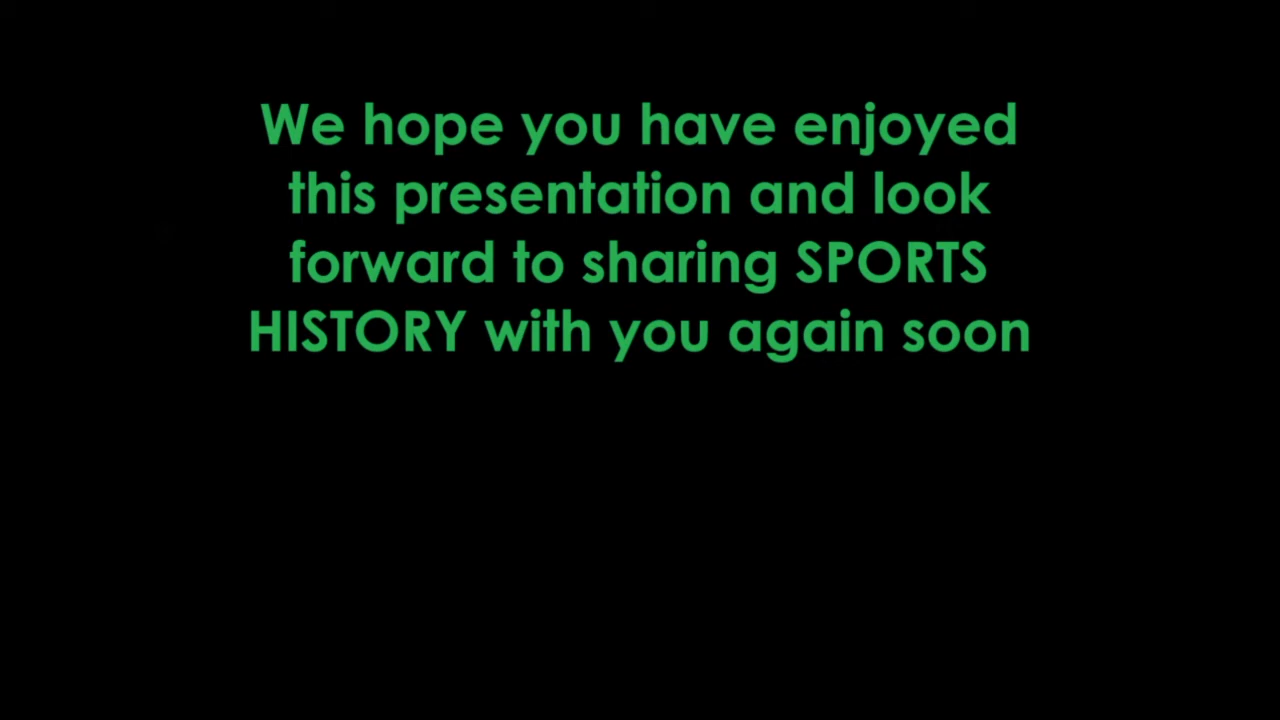 We hope you have enjoyed
this presentation and look
forward to sharing SPORTS
HISTORY with you again soon